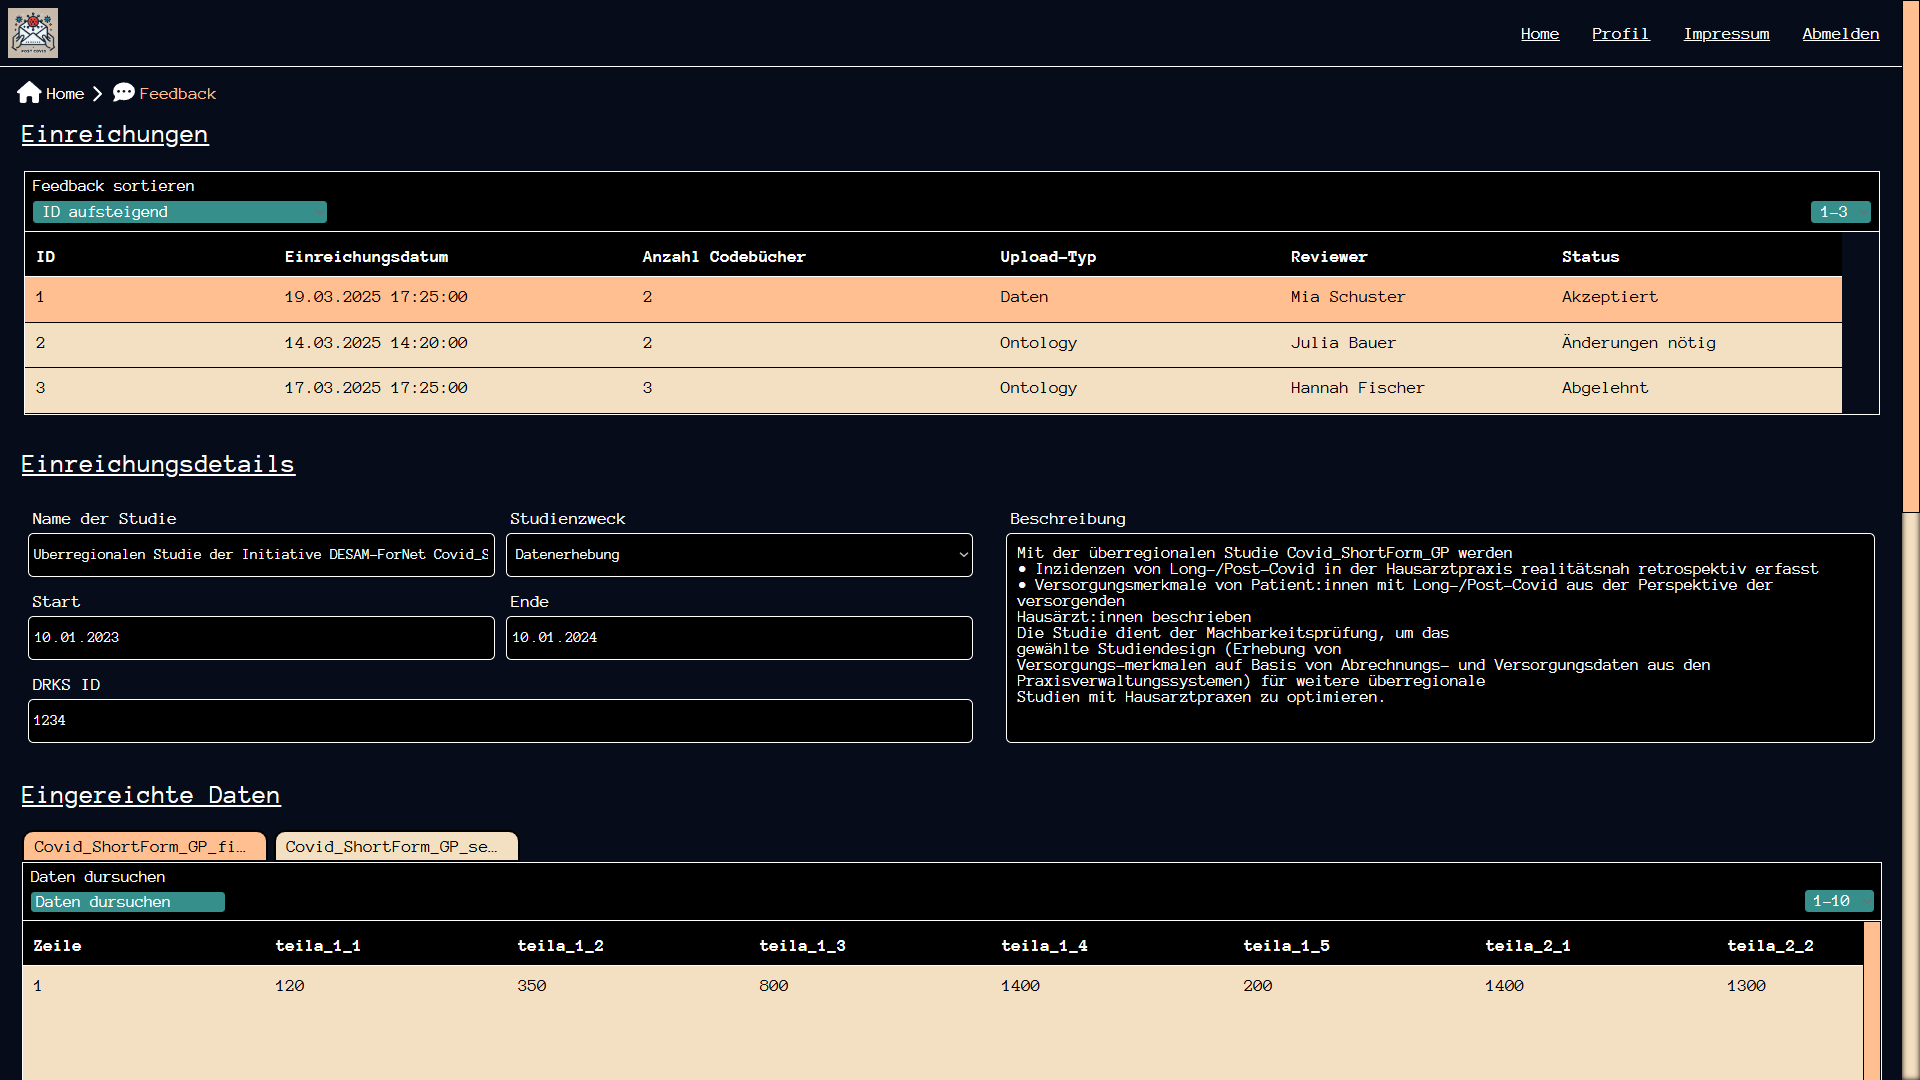 POST COVID
Home Profil Impressum Abmelden
Home Feedback
Einreichungen
Feedback sortieren
ID aufsteigend
1-3
ID Einreichungsdatum Anzahl Codebücher Upload-Typ Reviewer Status
1 19.03.2025 17:25:00 2 Daten Mia Schuster Akzeptiert
2 14.03.2025 14:20:00 2 Ontology Julia Bauer Änderungen nötig
3 17.03.2025 17:25:00 3 Ontology Hannah Fischer Abgelehnt
Einreichungsdetails
Name der Studie
Uberregionalen Studie der Initiative DESAM-ForNet Covid_S
Studienzweck
Datenerhebung
Start
10.01.2023
Ende
10.01.2024
DRKS ID
1234
Beschreibung
Mit der überregionalen Studie Covid_ShortForm_GP werden
• Inzidenzen von Long-/Post-Covid in der Hausarztpraxis realitätsnah retrospektiv erfasst
• Versorgungsmerkmale von Patient:innen mit Long-/Post-Covid aus der Perspektive der
versorgenden
Hausärzt:innen beschrieben
Die Studie dient der Machbarkeitsprüfung, um das
gewählte Studiendesign (Erhebung von
Versorgungs-merkmalen auf Basis von Abrechnungs- und Versorgungsdaten aus den
Praxisverwaltungssystemen) für weitere überregionale
Studien mit Hausarztpraxen zu optimieren.
Eingereichte Daten
Covid_ShortForm_GP_fi… Covid_ShortForm_GP_se…
Daten dursuchen
Daten dursuchen
1-10
Zeile teila_1_1 teila_1_2 teila_1_3 teila_1_4 teila_1_5 teila_2_1 teila_2_2
1 120 350 800 1400 200 1400 1300